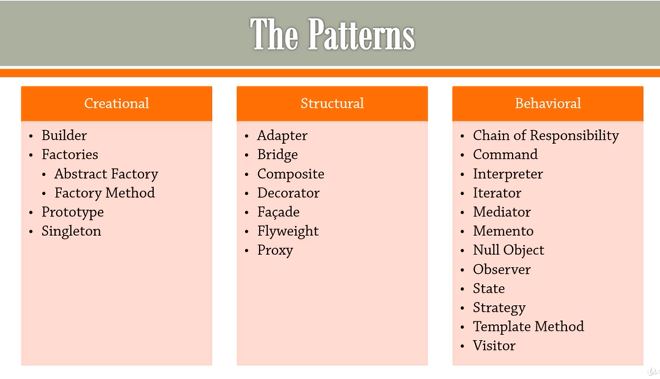 The Patterns
Creational
• Builder
• Factories
• Abstract Factory
• Factory Method
• Prototype
• Singleton
Structural
• Adapter
• Bridge
• Composite
• Decorator
• Façade
• Flyweight
• Proxy
Behavioral
• Chain of Responsibility
• Command
• Interpreter
• Iterator
• Mediator
• Memento
• Null Object
• Observer
• State
• Strategy
• Template Method
• Visitor